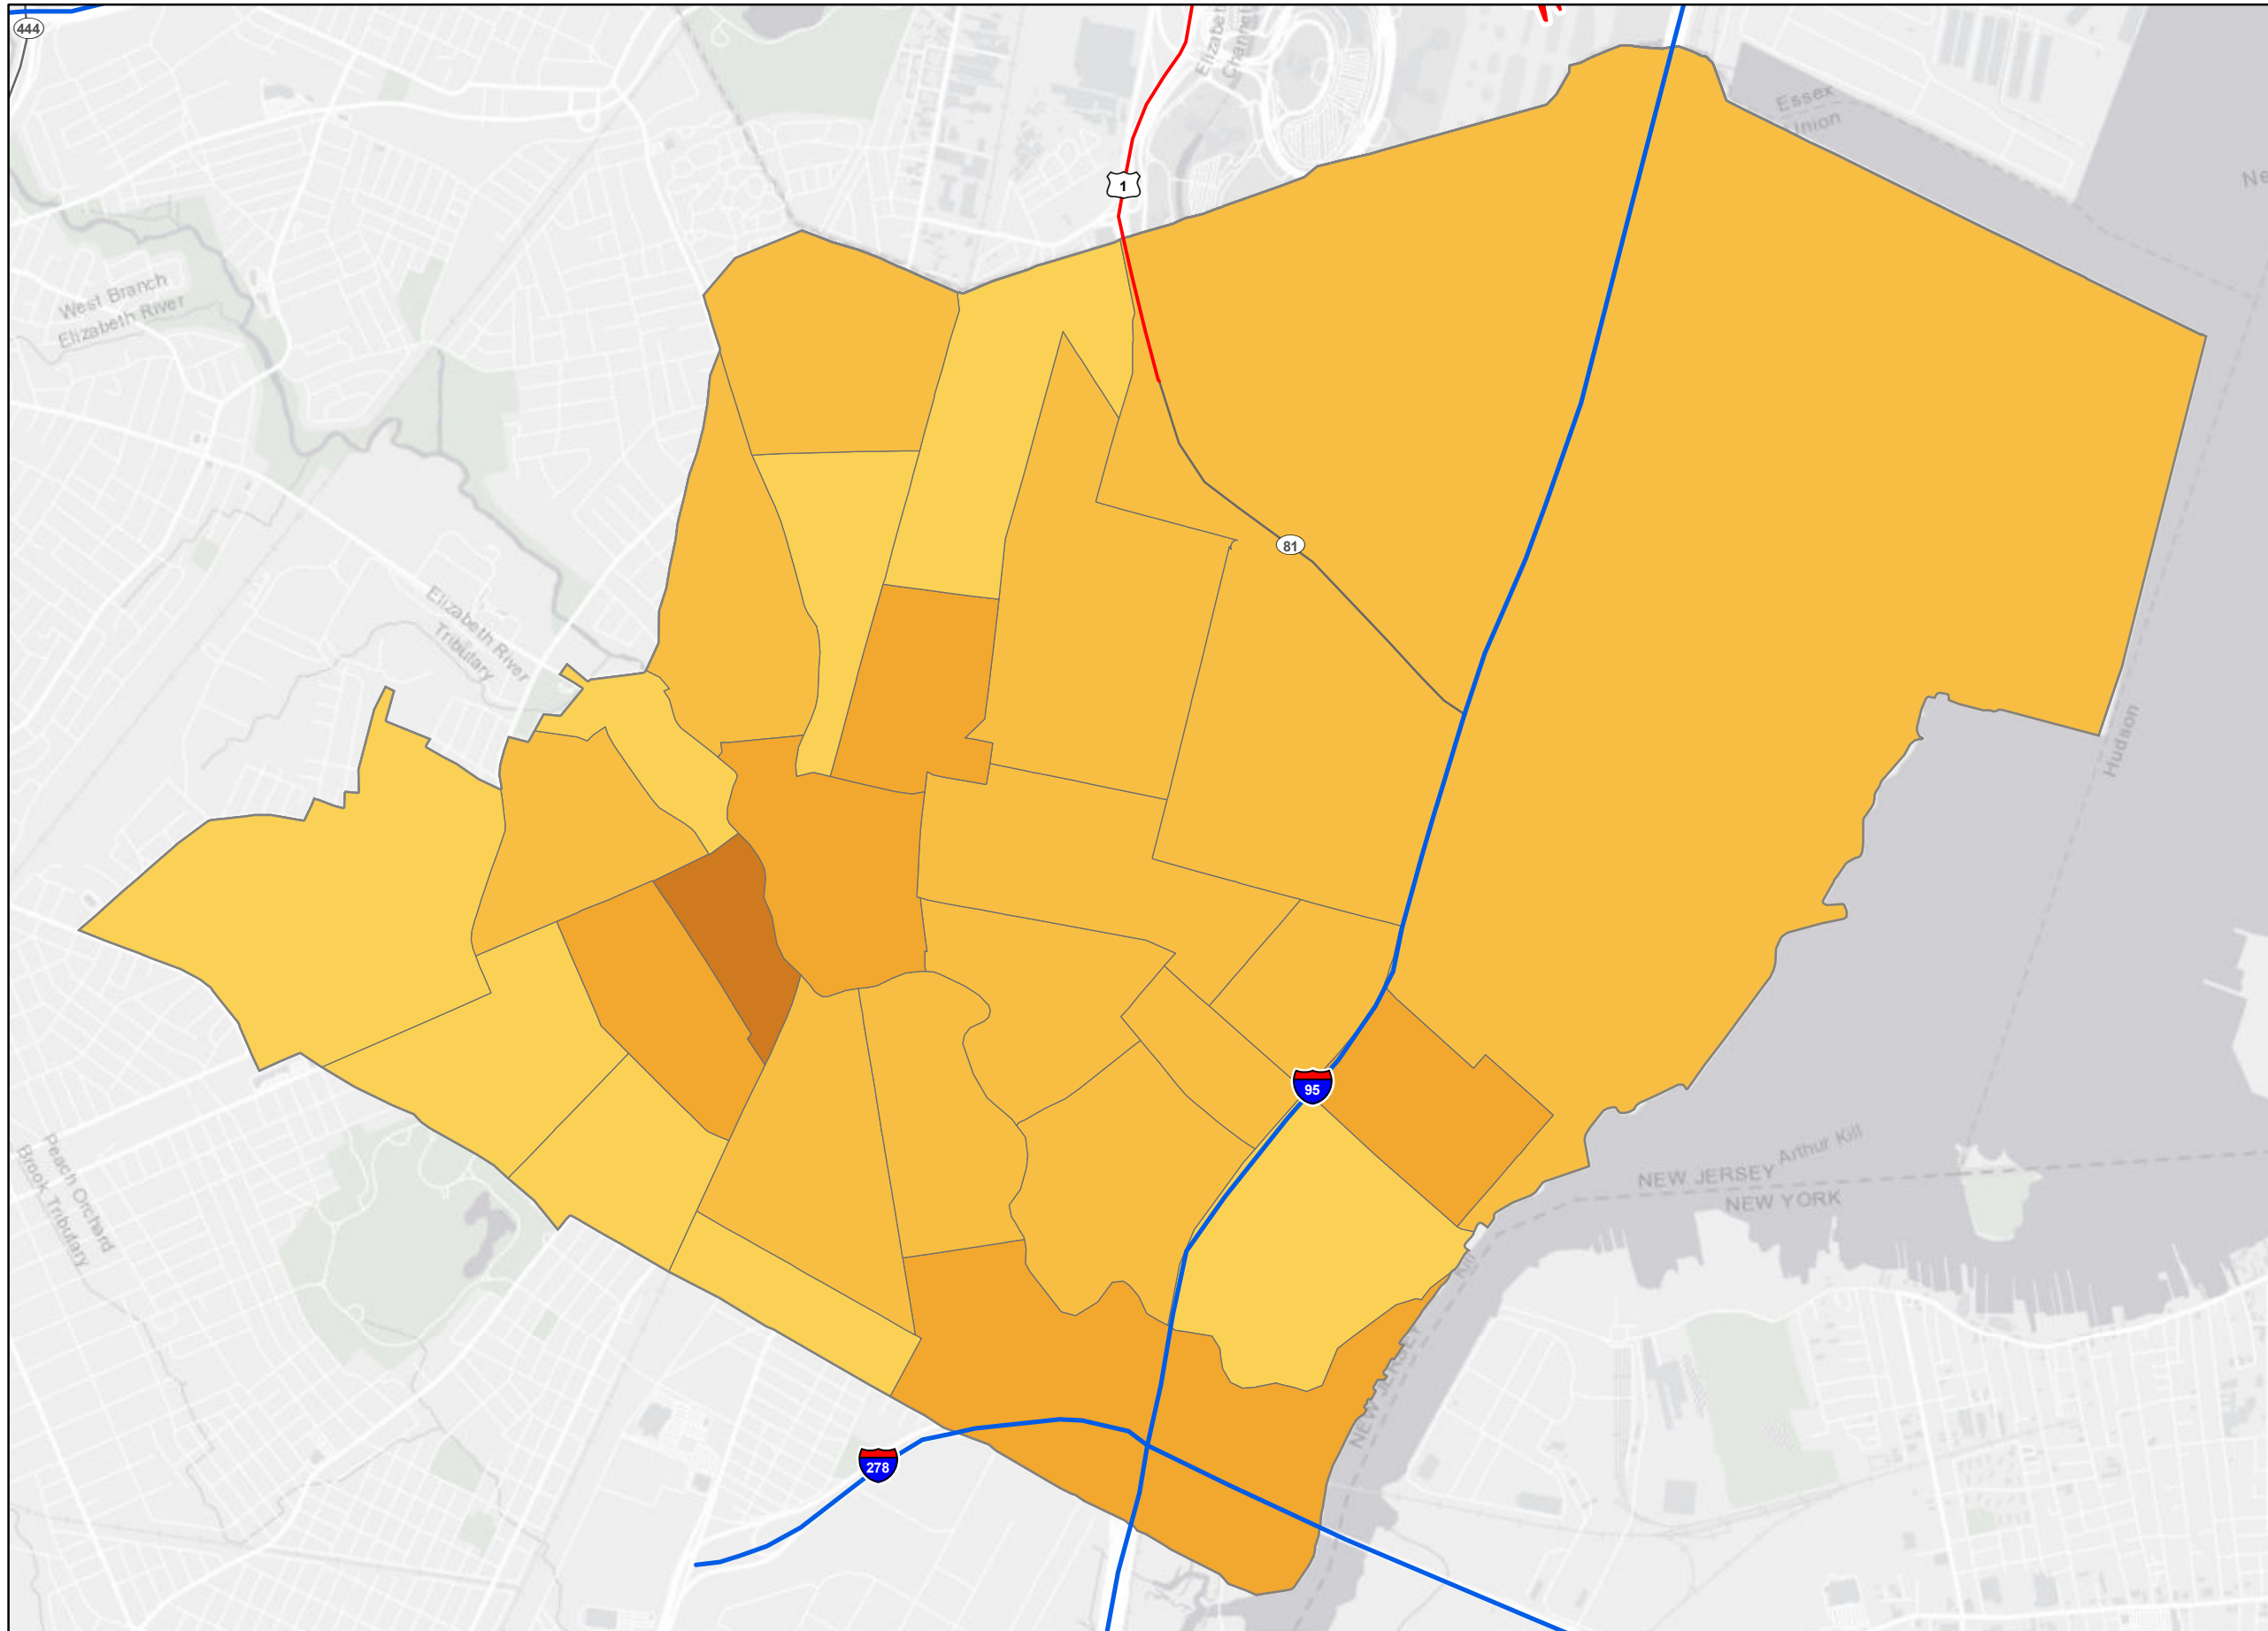 444
Elizabeth
Channel
1
Essex
Union
West Branch
Elizabeth River
81
Elizabeth River
Tributary
Hudson
95
Peach Orchard
Brook Tributary
Arthur Kill
NEW JERSEY
NEW YORK
Kill
NEW JERSEY
278